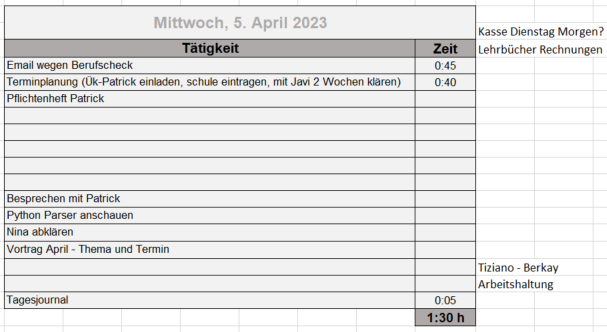 Mittwoch, 5. April 2023
Kasse Dienstag Morgen?
Tätigkeit Zeit Lehrbücher Rechnungen
Email wegen Berufscheck 0:45
Terminplanung (Ük-Patrick einladen, schule eintragen, mit Javi 2 Wochen klären) 0:40
Pflichtenheft Patrick
Besprechen mit Patrick
Python Parser anschauen
Nina abklären
Vortrag April - Thema und Termin
Tiziano - Berkay
Arbeitshaltung
Tagesjournal 0:05
1:30 h